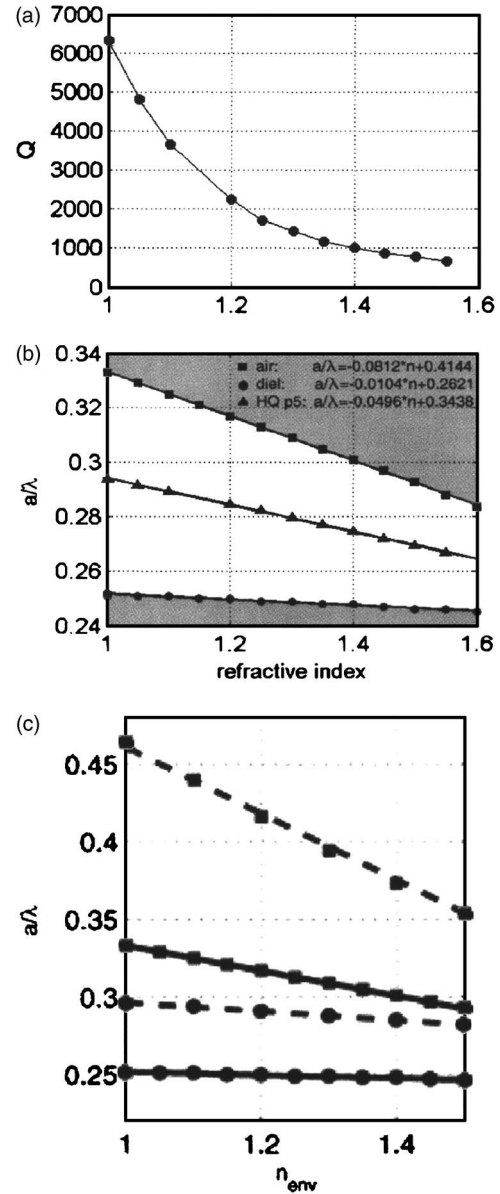 (a)
7000
6000
5000
4000
3000
2000
1000
0
Q
1
1.2
1.4
1.6
(b)
0.34
0.32
0.3
0.28
0.26
0.24
a/λ
air: a/λ=-0.0812*n+0.4144
diel: a/λ=-0.0104*n+0.2621
HQ p5: a/λ=-0.0496*n+0.3438
1
1.2
1.4
1.6
refractive index
(c)
0.45
0.4
0.35
0.3
0.25
a/λ
1
1.2
1.4
n_env